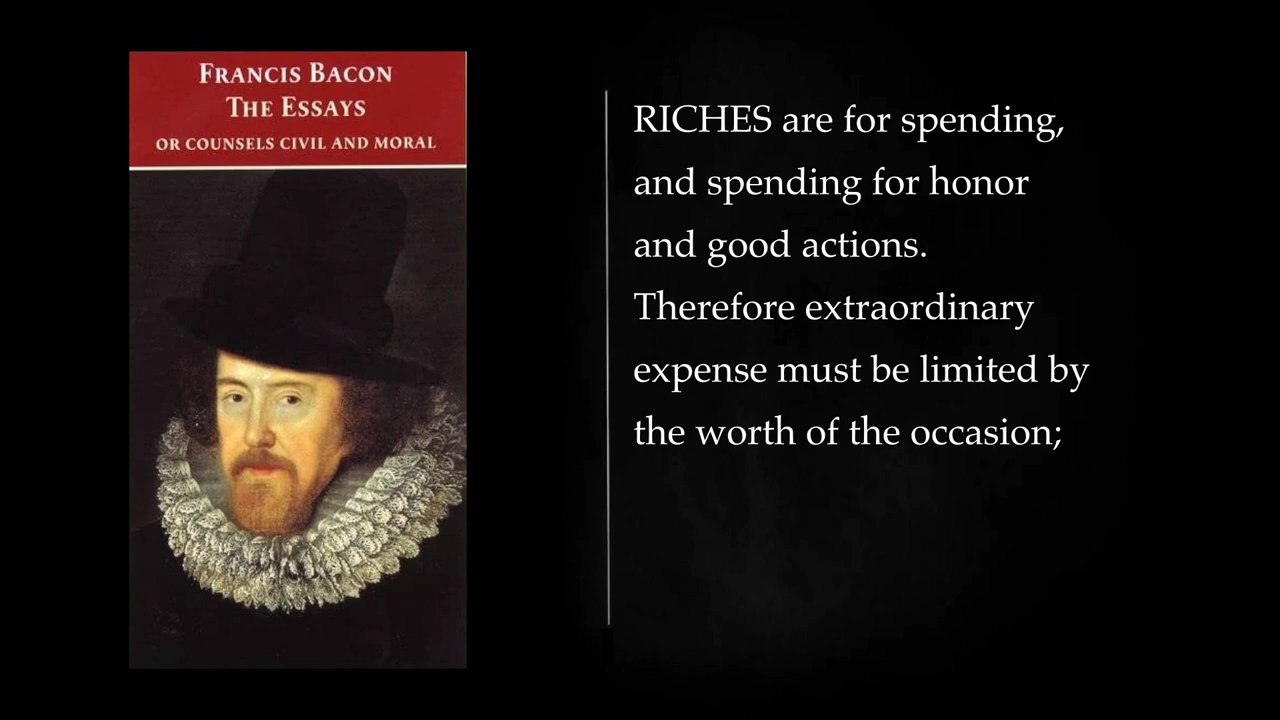 FRANCIS BACON
THE ESSAYS
OR COUNSELS CIVIL AND MORAL
RICHES are for spending,
and spending for honor
and good actions.
Therefore extraordinary
expense must be limited by
the worth of the occasion;